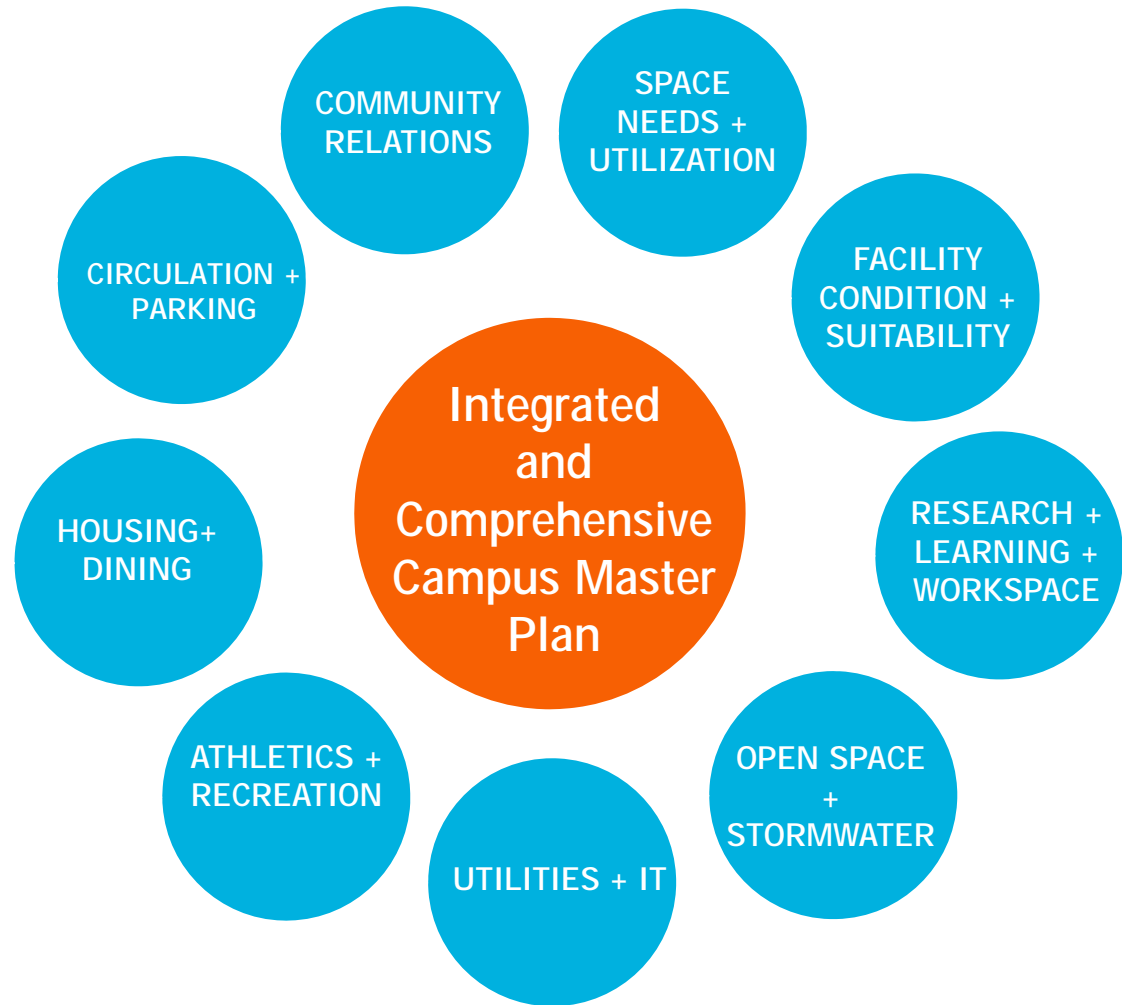 COMMUNITY
RELATIONS
SPACE
NEEDS +
UTILIZATION
FACILITY
CONDITION +
SUITABILITY
RESEARCH +
LEARNING +
WORKSPACE
OPEN SPACE
+
STORMWATER
UTILITIES + IT
ATHLETICS +
RECREATION
HOUSING+
DINING
CIRCULATION +
PARKING
Integrated
and
Comprehensive
Campus Master
Plan